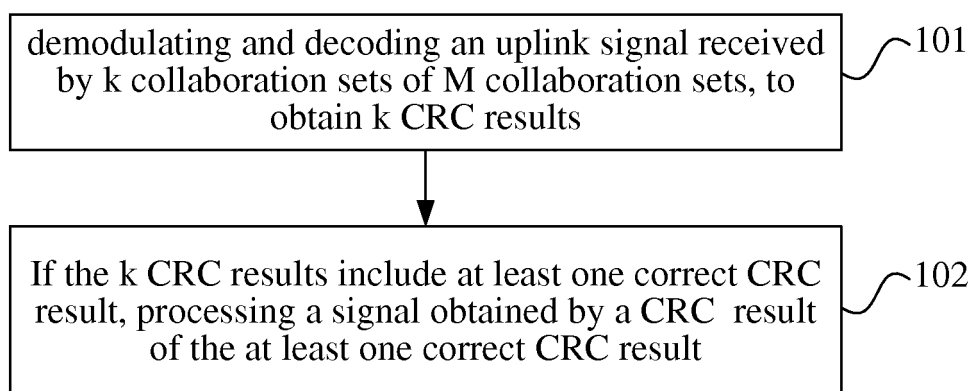 demodulating and decoding an uplink signal received
by k collaboration sets of M collaboration sets, to
obtain k CRC results
101
If the k CRC results include at least one correct CRC
result, processing a signal obtained by a CRC result
of the at least one correct CRC result
102